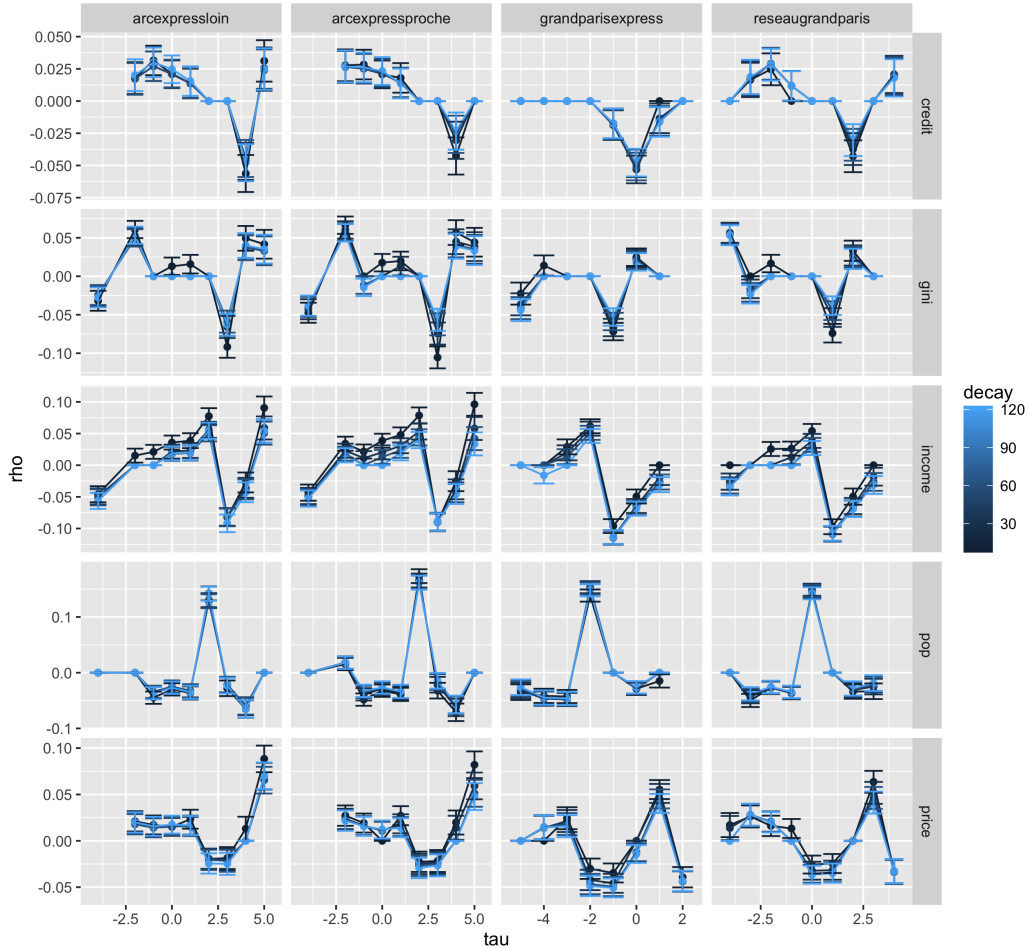 arcexpressloin arcexpressproche grandparisexpress reseaugrandparis
0.050
0.025
0.000
-0.025
-0.050
-0.075
credit
0.05
0.00
-0.05
-0.10
gini
0.10
0.05
0.00
-0.05
-0.10
income
0.1
0.0
-0.1
pop
0.10
0.05
0.00
-0.05
price
-2.5 0.0 2.5 5.0 -2.5 0.0 2.5 5.0 -4 -2 0 2 -2.5 0.0 2.5
tau
rho
decay
120
90
60
30